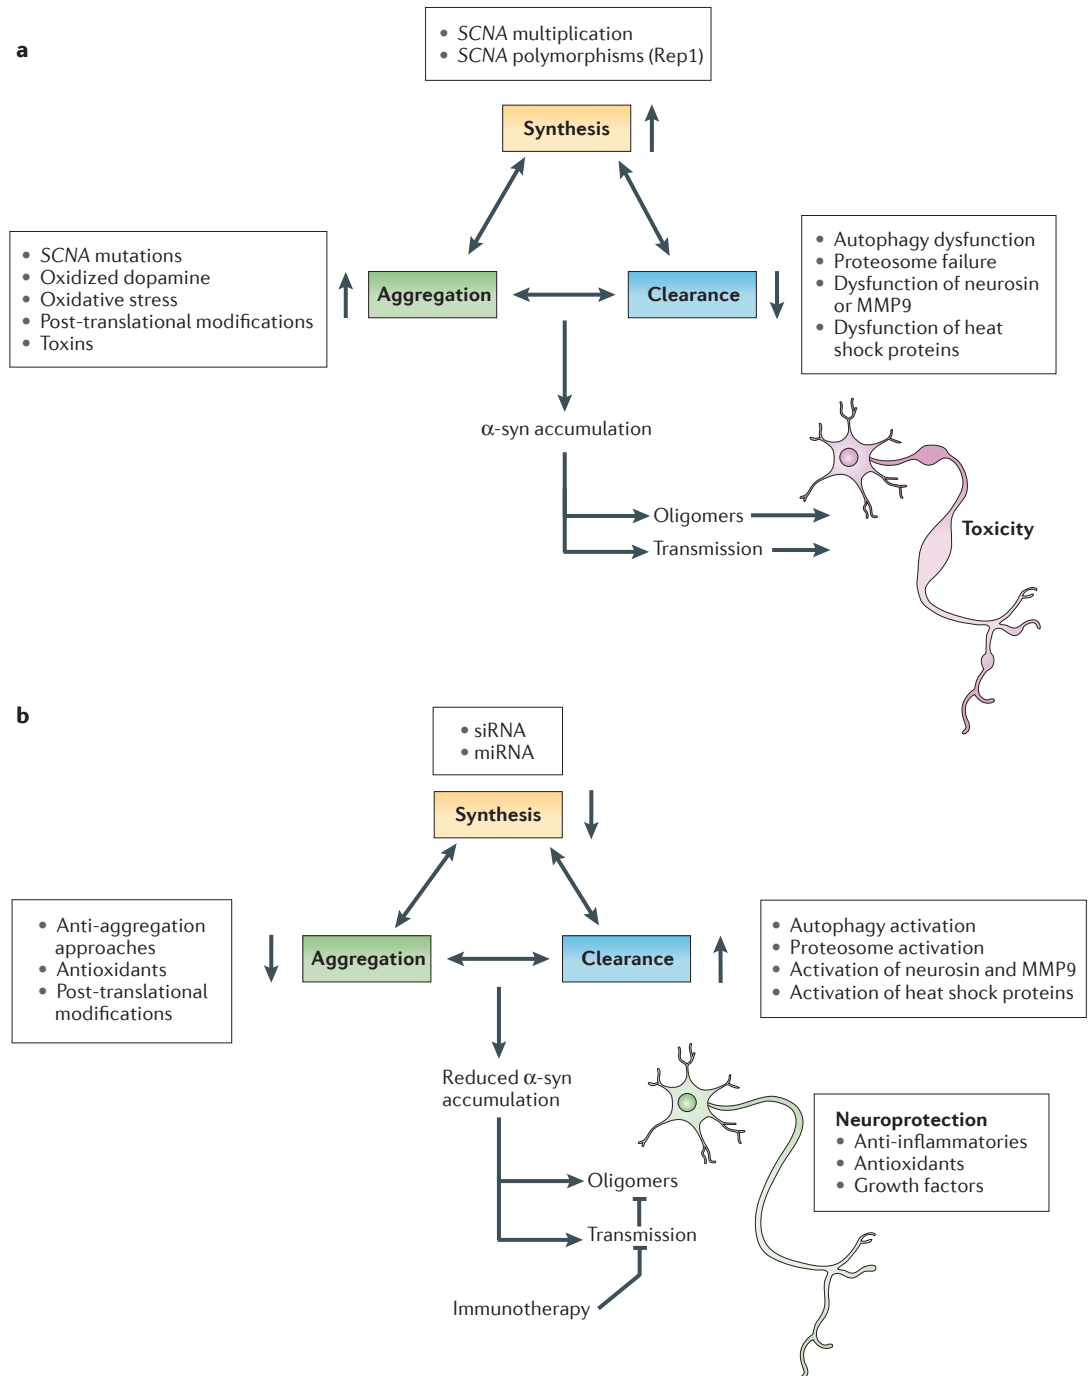 a
• SCNA multiplication
• SCNA polymorphisms (Rep1)
Synthesis
• SCNA mutations
• Oxidized dopamine
• Oxidative stress
• Post-translational modifications
• Toxins
Aggregation
Clearance
• Autophagy dysfunction
• Proteosome failure
• Dysfunction of neurosin
or MMP9
• Dysfunction of heat
shock proteins
α-syn accumulation
Oligomers
Transmission
Toxicity
b
• siRNA
• miRNA
Synthesis
• Anti-aggregation
approaches
• Antioxidants
• Post-translational
modifications
Aggregation
Clearance
• Autophagy activation
• Proteosome activation
• Activation of neurosin and MMP9
• Activation of heat shock proteins
Reduced α-syn
accumulation
Oligomers
Transmission
Immunotherapy
Neuroprotection
• Anti-inflammatories
• Antioxidants
• Growth factors